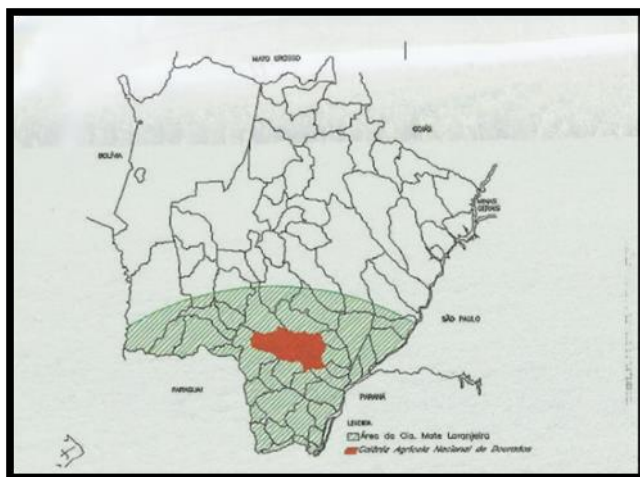 MATO GROSSO
GOIÁS
BOLÍVIA
MINAS
GERAIS
SÃO PAULO
PARAGUAI
PARANÁ
LEGENDA:
Área da Cia. Mate Laranjeira
Colônia Agrícola Nacional de Dourados